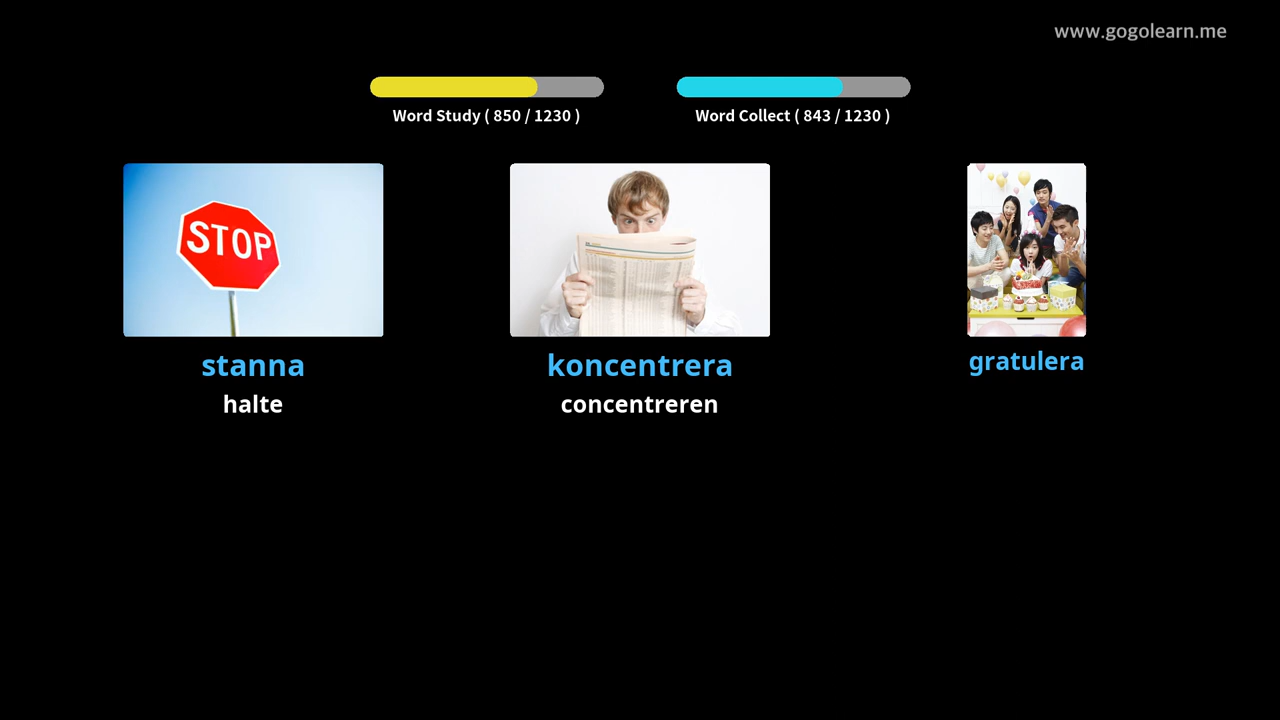 www.gogolearn.me
Word Study ( 850 / 1230 )
Word Collect ( 843 / 1230 )
STOP
stanna
halte
koncentrera
concentreren
gratulera